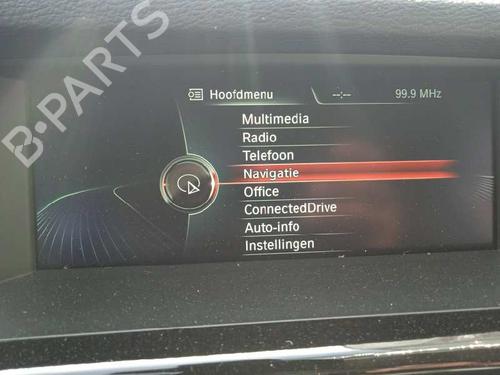 Hoofdmenu --:-- 99.9 MHz
Multimedia
Radio
Telefoon
Navigatie
Office
ConnectedDrive
Auto-info
Instellingen
B-PARTS